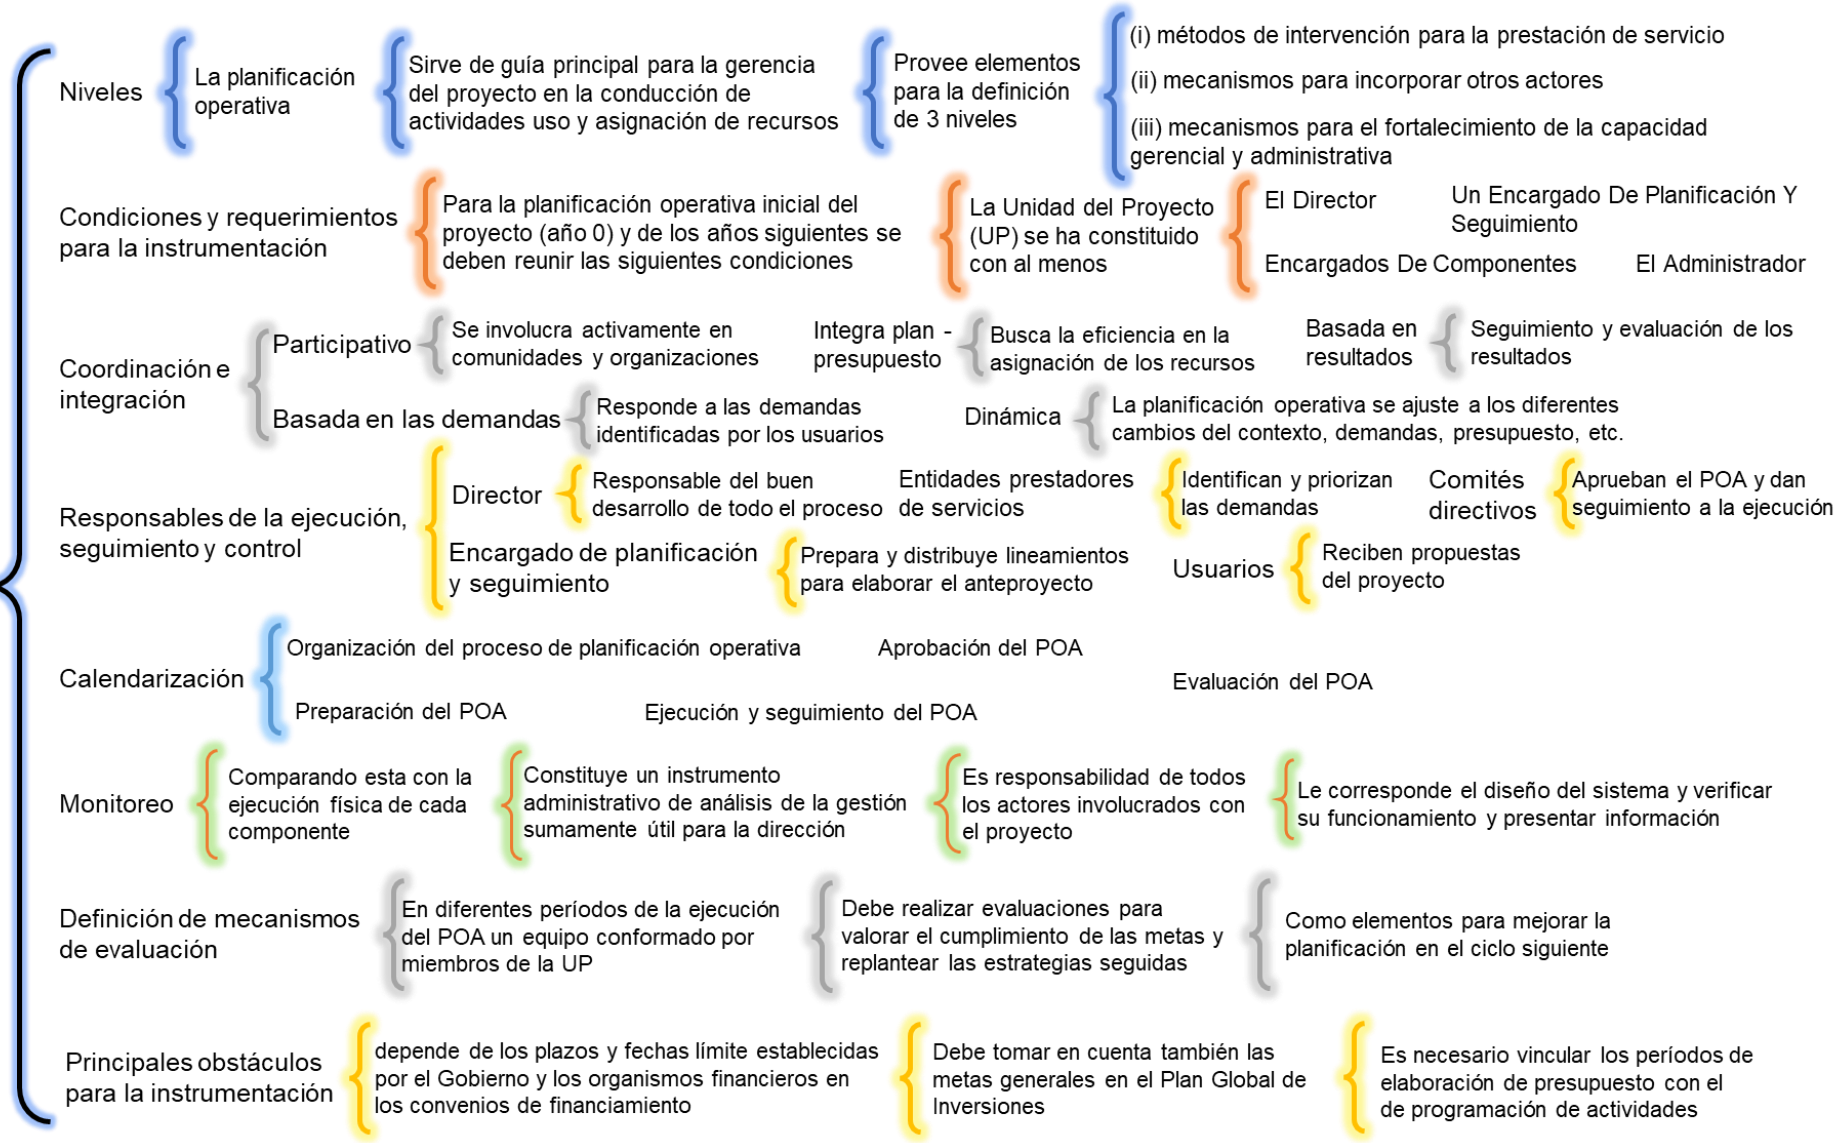 Niveles
La planificación
operativa
Sirve de guía principal para la gerencia
del proyecto en la conducción de
actividades uso y asignación de recursos
Provee elementos
para la definición
de 3 niveles
(i) métodos de intervención para la prestación de servicio
(ii) mecanismos para incorporar otros actores
(iii) mecanismos para el fortalecimiento de la capacidad
gerencial y administrativa
Condiciones y requerimientos
para la instrumentación
Para la planificación operativa inicial del
proyecto (año 0) y de los años siguientes se
deben reunir las siguientes condiciones
La Unidad del Proyecto
(UP) se ha constituido
con al menos
El Director
Un Encargado De Planificación Y
Seguimiento
Encargados De Componentes
El Administrador
Coordinación e
integración
Participativo
Se involucra activamente en
comunidades y organizaciones
Integra plan -
presupuesto
Busca la eficiencia en la
asignación de los recursos
Basada en
resultados
Seguimiento y evaluación de los
resultados
Basada en las demandas
Responde a las demandas
identificadas por los usuarios
Dinámica
La planificación operativa se ajuste a los diferentes
cambios del contexto, demandas, presupuesto, etc.
Responsables de la ejecución,
seguimiento y control
Director
Responsable del buen
desarrollo de todo el proceso
Entidades prestadores
de servicios
Identifican y priorizan
las demandas
Comités
directivos
Aprueban el POA y dan
seguimiento a la ejecución
Encargado de planificación
y seguimiento
Prepara y distribuye lineamientos
para elaborar el anteproyecto
Usuarios
Reciben propuestas
del proyecto
Calendarización
Organización del proceso de planificación operativa
Aprobación del POA
Evaluación del POA
Preparación del POA
Ejecución y seguimiento del POA
Monitoreo
Comparando esta con la
ejecución física de cada
componente
Constituye un instrumento
administrativo de análisis de la gestión
sumamente útil para la dirección
Es responsabilidad de todos
los actores involucrados con
el proyecto
Le corresponde el diseño del sistema y verificar
su funcionamiento y presentar información
Definición de mecanismos
de evaluación
En diferentes períodos de la ejecución
del POA un equipo conformado por
miembros de la UP
Debe realizar evaluaciones para
valorar el cumplimiento de las metas y
replantear las estrategias seguidas
Como elementos para mejorar la
planificación en el ciclo siguiente
Principales obstáculos
para la instrumentación
depende de los plazos y fechas límite establecidas
por el Gobierno y los organismos financieros en
los convenios de financiamiento
Debe tomar en cuenta también las
metas generales en el Plan Global de
Inversiones
Es necesario vincular los períodos de
elaboración de presupuesto con el
de programación de actividades